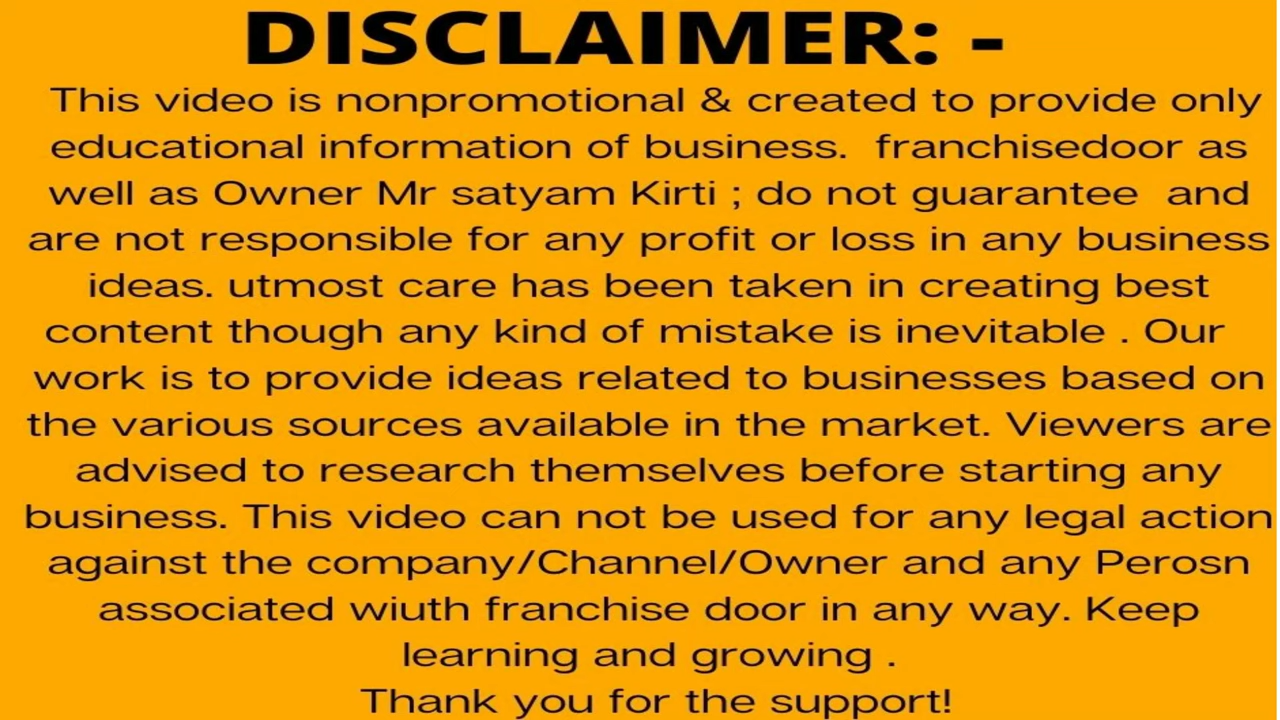 DISCLAIMER: -
This video is nonpromotional & created to provide only
educational information of business.  franchisedoor as
well as Owner Mr satyam Kirti ; do not guarantee  and
are not responsible for any profit or loss in any business
ideas. utmost care has been taken in creating best
content though any kind of mistake is inevitable . Our
work is to provide ideas related to businesses based on
the various sources available in the market. Viewers are
advised to research themselves before starting any
business. This video can not be used for any legal action
against the company/Channel/Owner and any Perosn
associated wiuth franchise door in any way. Keep
learning and growing .
Thank you for the support!